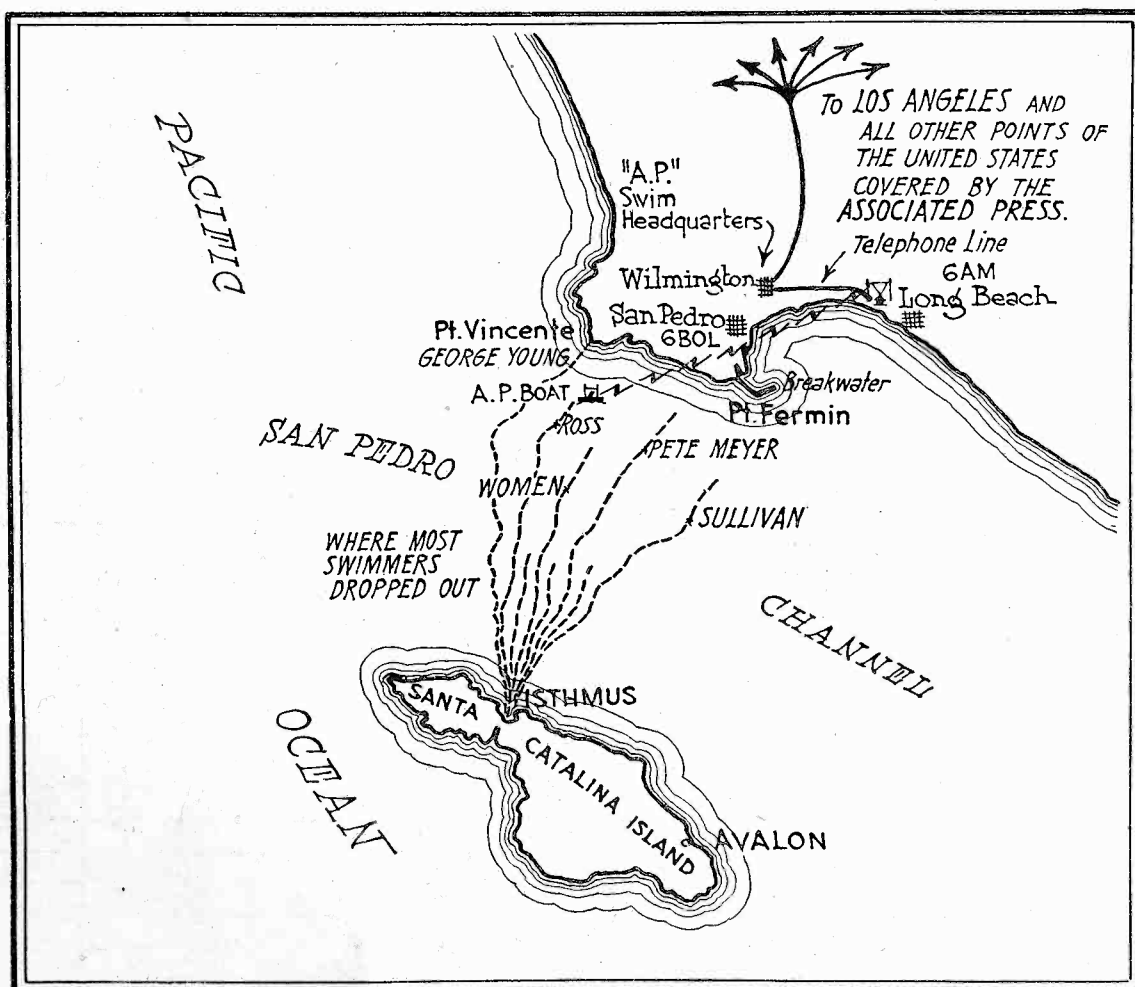 PACIFIC
OCEAN
SAN PEDRO
CHANNEL
"A.P."
Swim
Headquarters
To LOS ANGELES AND
ALL OTHER POINTS OF
THE UNITED STATES
COVERED BY THE
ASSOCIATED PRESS.
Telephone Line
6AM
Long Beach
Wilmington
San Pedro
6BOL
Pt. Vincente
GEORGE YOUNG
A.P. BOAT
Breakwater
Pt. Fermin
ROSS
PETE MEYER
WOMEN
SULLIVAN
WHERE MOST
SWIMMERS
DROPPED OUT
ISTHMUS
SANTA
CATALINA ISLAND
AVALON